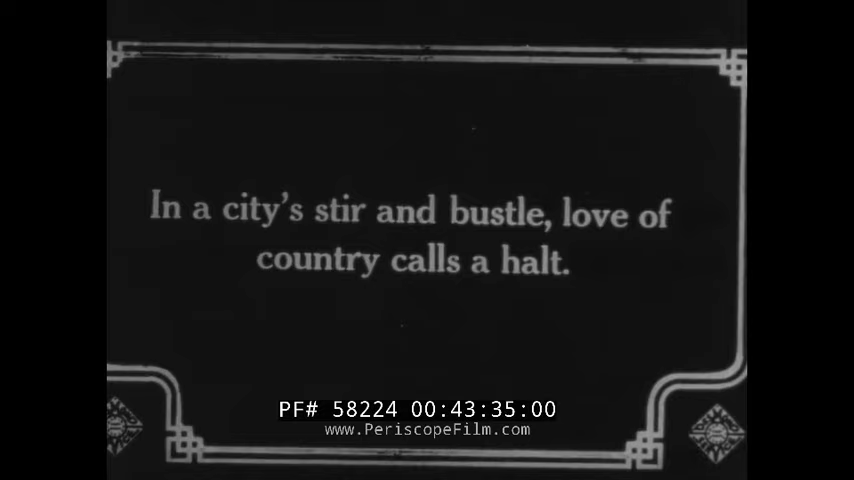 In a city's stir and bustle, love of
country calls a halt.
PF# 58224 00:43:35:00
www.PeriscopeFilm.com